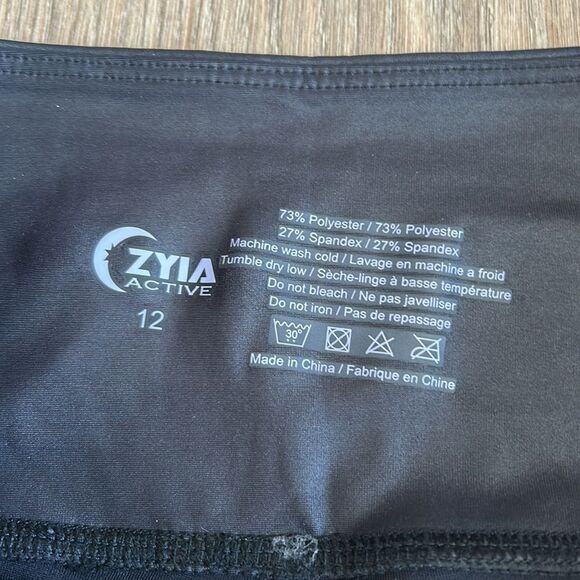 ZYIA
ACTIVE
12
73% Polyester / 73% Polyester
27% Spandex / 27% Spandex
Machine wash cold / Lavage en machine a froid
Tumble dry low / Sèche-linge à basse température
Do not bleach / Ne pas javelliser
Do not iron / Pas de repassage
30°
Made in China / Fabrique en Chine